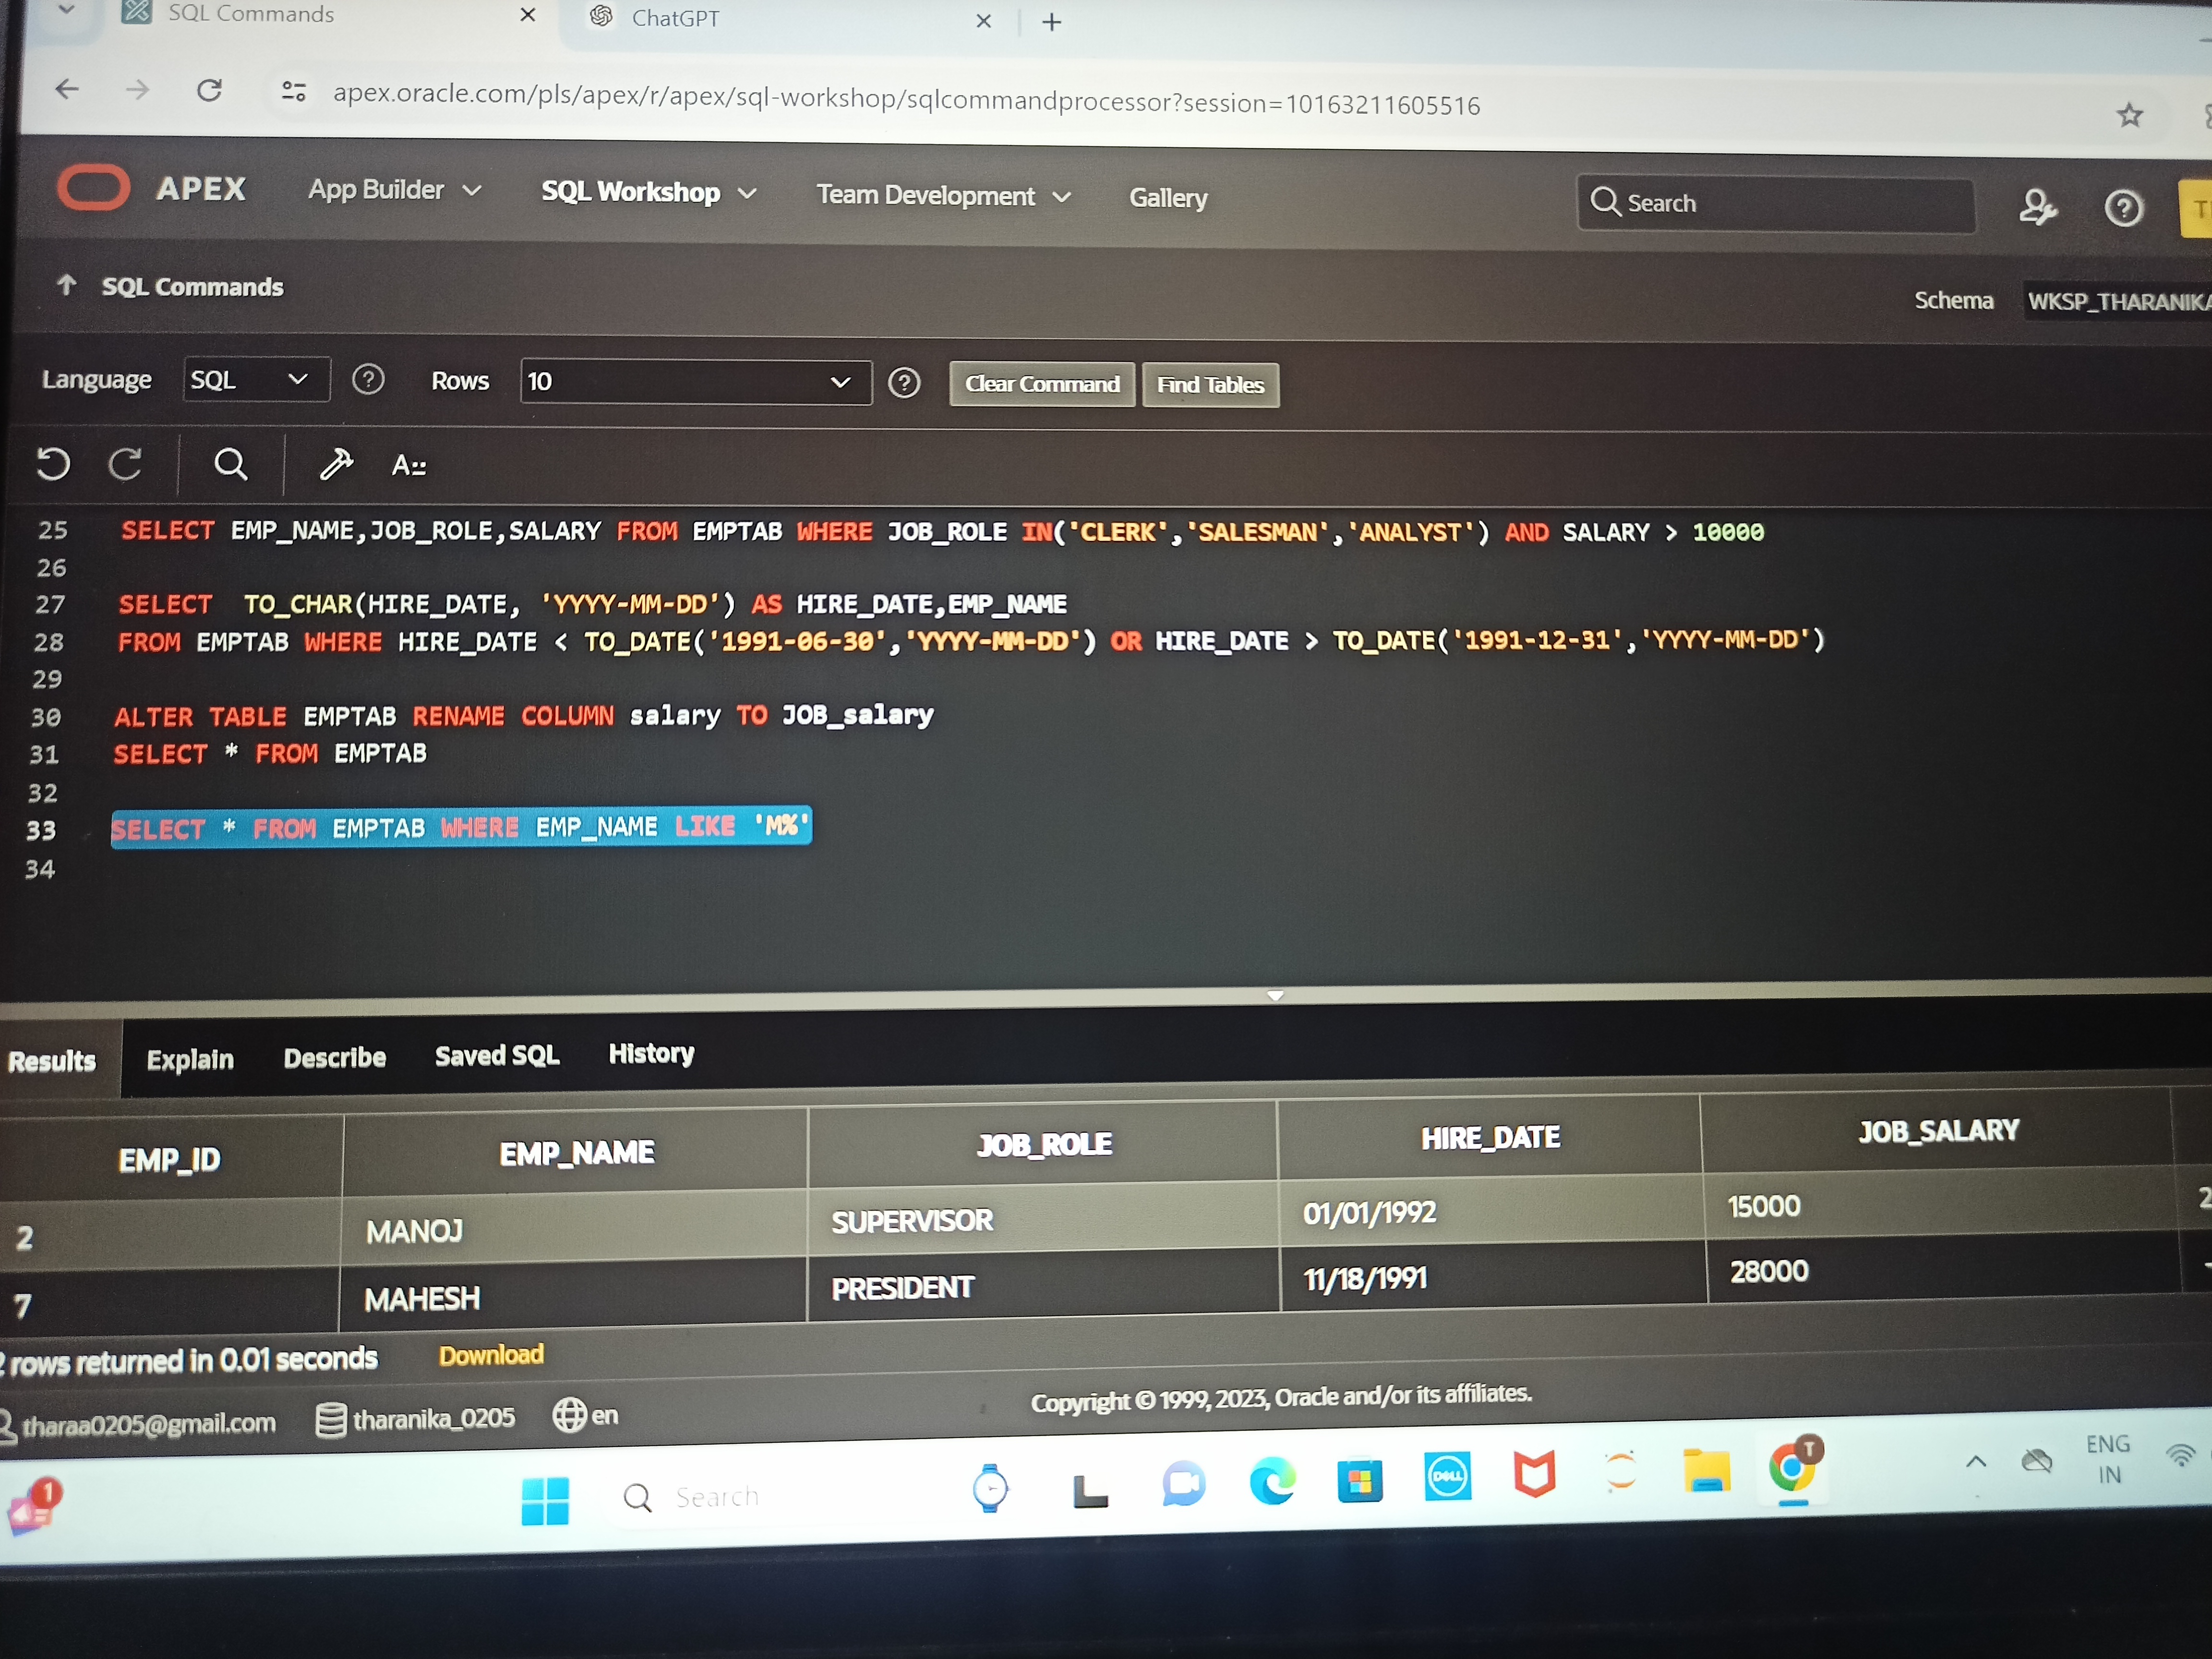 SQL Commands
ChatGPT
apex.oracle.com/pls/apex/r/apex/sql-workshop/sqlcommandprocessor?session=10163211605516
APEX App Builder SQL Workshop Team Development Gallery Search
SQL Commands Schema WKSP_THARANIKA
Language SQL Rows 10 Clear Command Find Tables
25 SELECT EMP_NAME,JOB_ROLE,SALARY FROM EMPTAB WHERE JOB_ROLE IN('CLERK','SALESMAN','ANALYST') AND SALARY > 10000
26
27 SELECT TO_CHAR(HIRE_DATE, 'YYYY-MM-DD') AS HIRE_DATE,EMP_NAME
28 FROM EMPTAB WHERE HIRE_DATE < TO_DATE('1991-06-30','YYYY-MM-DD') OR HIRE_DATE > TO_DATE('1991-12-31','YYYY-MM-DD')
29
30 ALTER TABLE EMPTAB RENAME COLUMN salary TO JOB_salary
31 SELECT * FROM EMPTAB
32
33 SELECT * FROM EMPTAB WHERE EMP_NAME LIKE 'M%'
34
Results Explain Describe Saved SQL History
EMP_ID EMP_NAME JOB_ROLE HIRE_DATE JOB_SALARY
2 MANOJ SUPERVISOR 01/01/1992 15000
7 MAHESH PRESIDENT 11/18/1991 28000
2 rows returned in 0.01 seconds Download
tharaa0205@gmail.com tharanika_0205 en
Copyright © 1999, 2023, Oracle and/or its affiliates.
1 Search DELL T ENG
IN